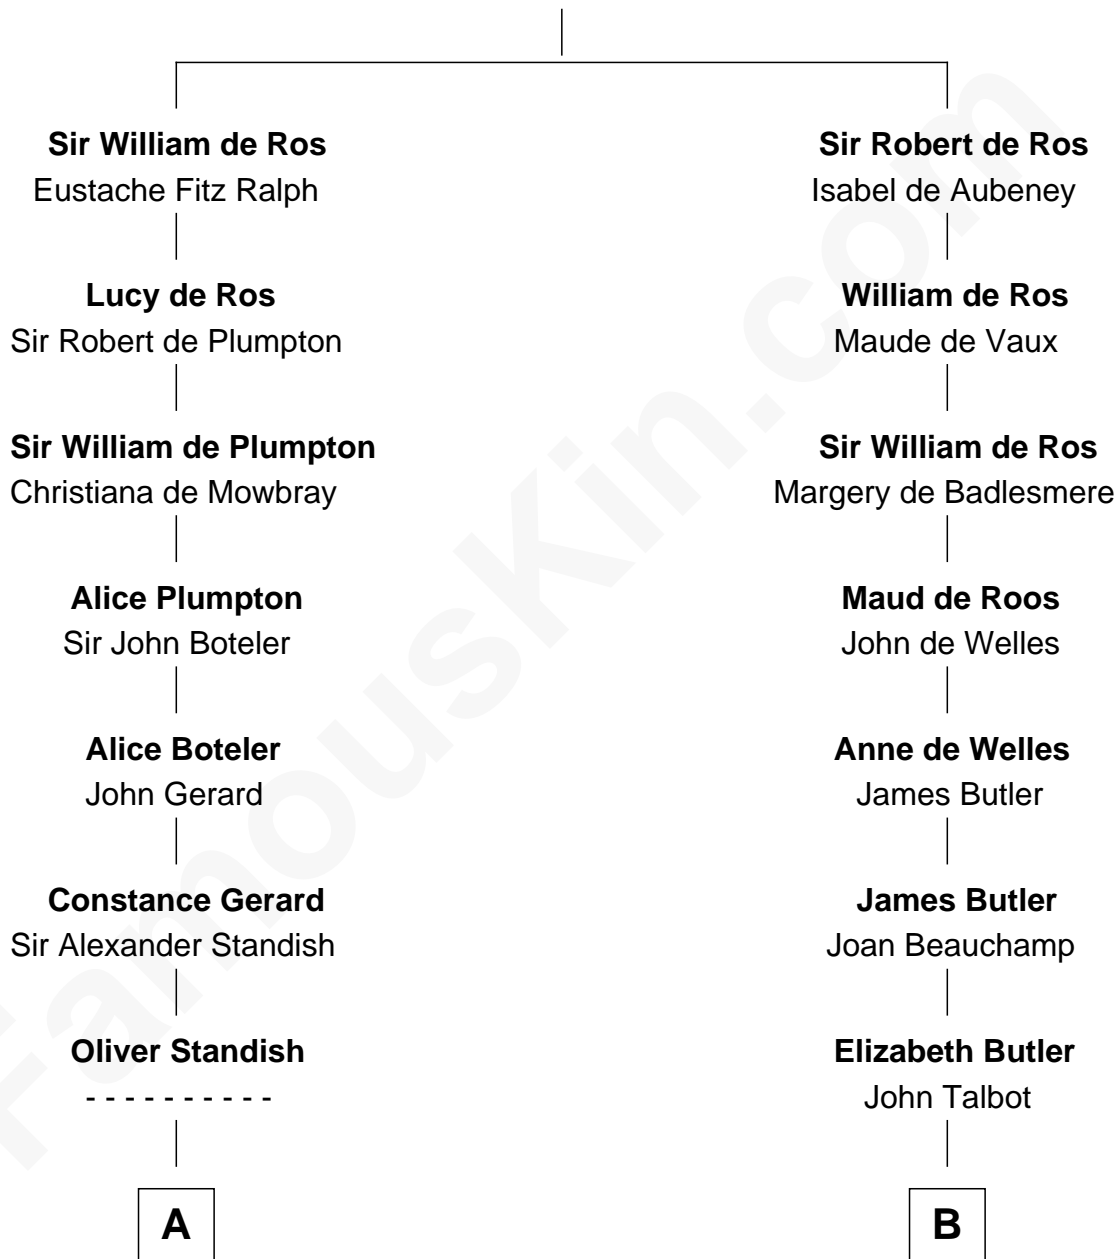 Sir William de Ros
Eustache Fitz Ralph
Lucy de Ros
Sir Robert de Plumpton
Sir William de Plumpton
Christiana de Mowbray
Alice Plumpton
Sir John Boteler
Alice Boteler
John Gerard
Constance Gerard
Sir Alexander Standish
Oliver Standish
- - - - - - - - - -
A
Sir Robert de Ros
Isabel de Aubeney
William de Ros
Maude de Vaux
Sir William de Ros
Margery de Badlesmere
Maud de Roos
John de Welles
Anne de Welles
James Butler
James Butler
Joan Beauchamp
Elizabeth Butler
John Talbot
B
FamousKin.com